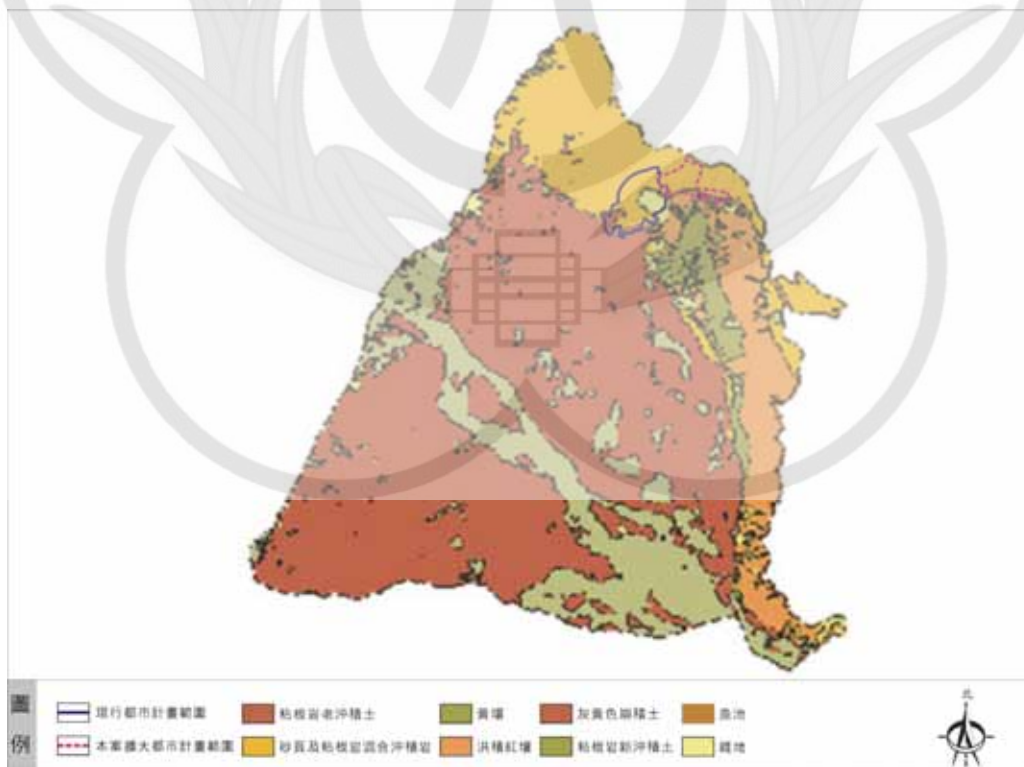 北
圖例
現行都市計畫範圍 粘板岩老沖積土 黃壤 灰黃色崩積土 魚池
本案擴大都市計畫範圍 砂頁及粘板岩混合沖積岩 洪積紅壤 粘板岩新沖積土 雜地